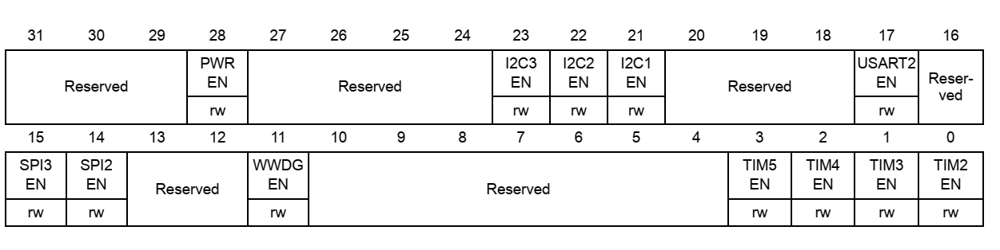 31 30 29 28 27 26 25 24 23 22 21 20 19 18 17 16
Reserved PWR Reserved I2C3 I2C2 I2C1 Reserved USART2 Reser-
EN EN EN EN EN ved
rw rw rw rw rw
15 14 13 12 11 10 9 8 7 6 5 4 3 2 1 0
SPI3 SPI2 Reserved WWDG Reserved TIM5 TIM4 TIM3 TIM2
EN EN EN EN EN EN EN
rw rw rw rw rw rw rw